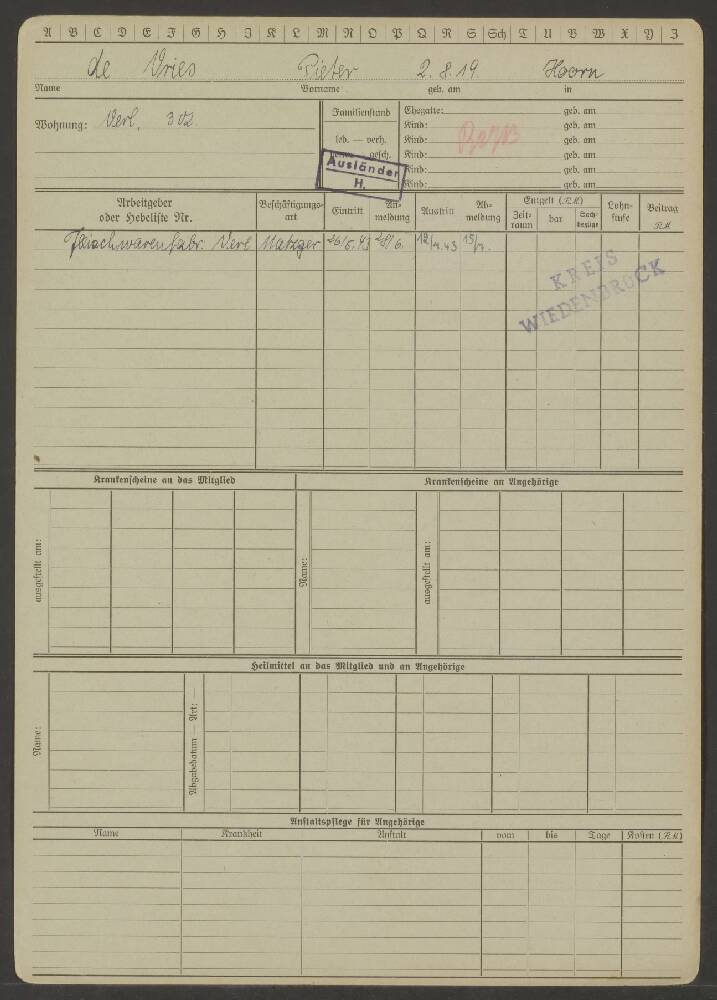 A B C D E F G H I K L M N O P Q R S Sch T U V W X Y Z
de Vries Pieter 2.8.19. Hoorn
Name Vorname geb. am in
Wohnung: Verl, 302
Familienstand
led. — verh.
gesch.
Ehegatte: geb. am
Kind: geb. am
Kind: geb. am
Kind: geb. am
Kind: geb. am
Kind: geb. am
Ausländer
H.
Arbeitgeber oder Hebeliste Nr.
Beschäftigungsart
Eintritt
Anmeldung
Austritt
Abmeldung
Entgelt (RM)
Zeitraum
bar
Sachbezüge
Lohnstufe
Beitrag RM
Fleischwarenfabr. Verl Metzger 26/6.43 28/6. 12/7.43 15/7.
KREIS
WIEDENBRÜCK
Krankenscheine an das Mitglied Krankenscheine an Angehörige
ausgestellt am:
Name:
ausgestellt am:
Heilmittel an das Mitglied und an Angehörige
Name:
Abgabedatum — Art: —
Anstaltspflege für Angehörige
Name Krankheit Anstalt vom bis Tage Kosten (RM)